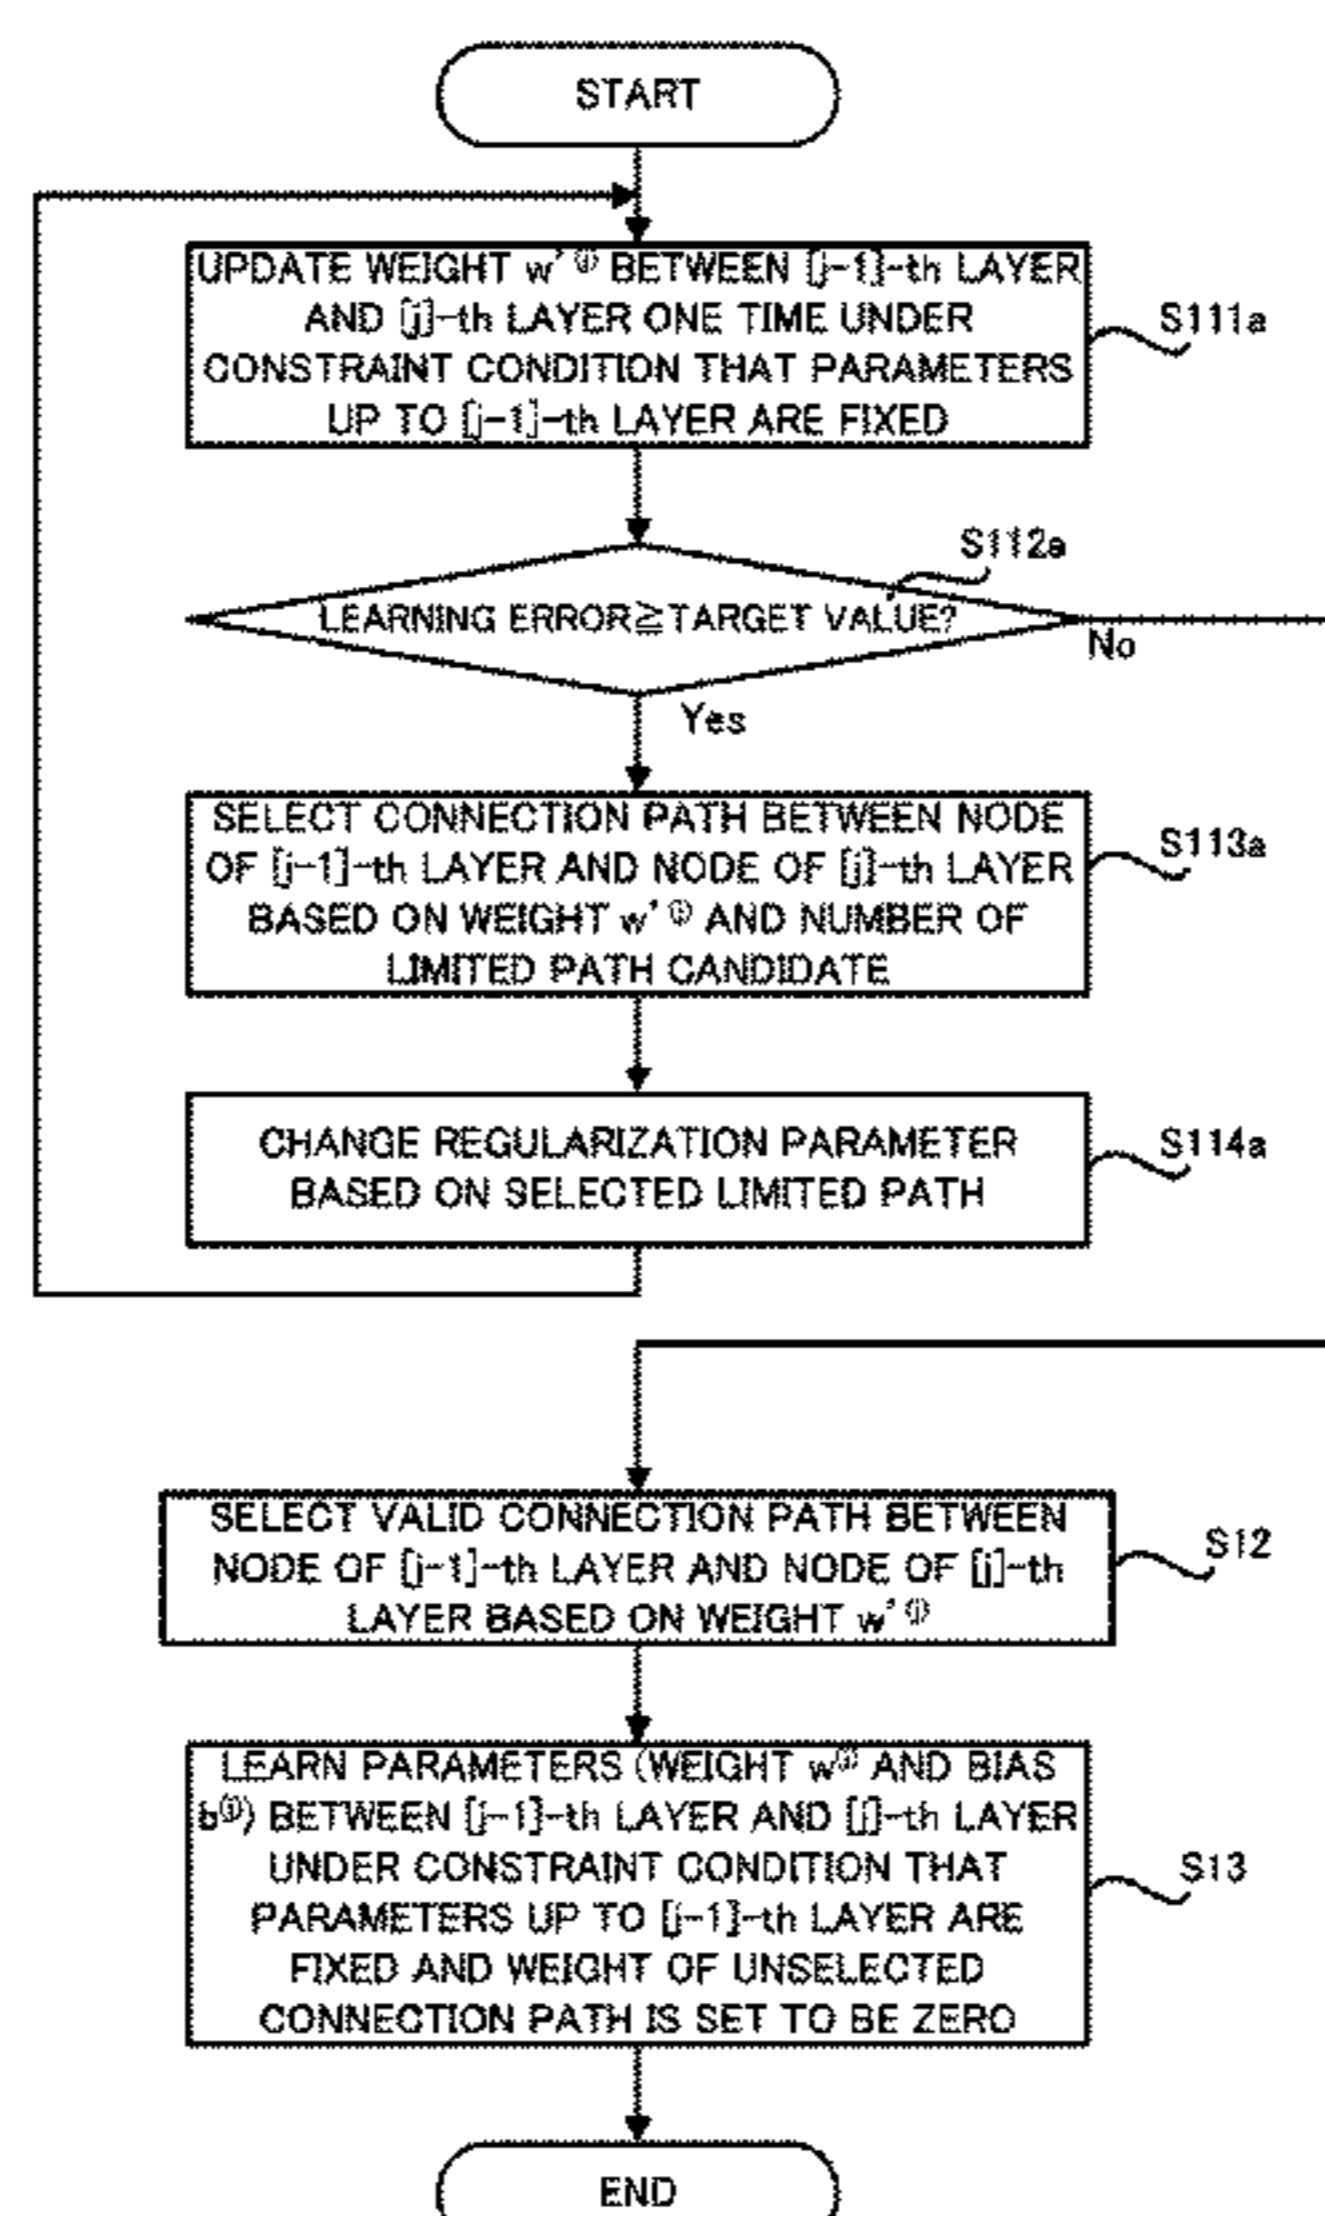 START
UPDATE WEIGHT w'⁽ʲ⁾ BETWEEN [j-1]-th LAYER
AND [j]-th LAYER ONE TIME UNDER
CONSTRAINT CONDITION THAT PARAMETERS
UP TO [j-1]-th LAYER ARE FIXED
S111a
S112a
LEARNING ERROR≧TARGET VALUE?
No
Yes
SELECT CONNECTION PATH BETWEEN NODE
OF [j-1]-th LAYER AND NODE OF [j]-th LAYER
BASED ON WEIGHT w'⁽ʲ⁾ AND NUMBER OF
LIMITED PATH CANDIDATE
S113a
CHANGE REGULARIZATION PARAMETER
BASED ON SELECTED LIMITED PATH
S114a
SELECT VALID CONNECTION PATH BETWEEN
NODE OF [j-1]-th LAYER AND NODE OF [j]-th
LAYER BASED ON WEIGHT w'⁽ʲ⁾
S12
LEARN PARAMETERS (WEIGHT w⁽ʲ⁾ AND BIAS
b⁽ʲ⁾) BETWEEN [j-1]-th LAYER AND [j]-th LAYER
UNDER CONSTRAINT CONDITION THAT
PARAMETERS UP TO [j-1]-th LAYER ARE
FIXED AND WEIGHT OF UNSELECTED
CONNECTION PATH IS SET TO BE ZERO
S13
END